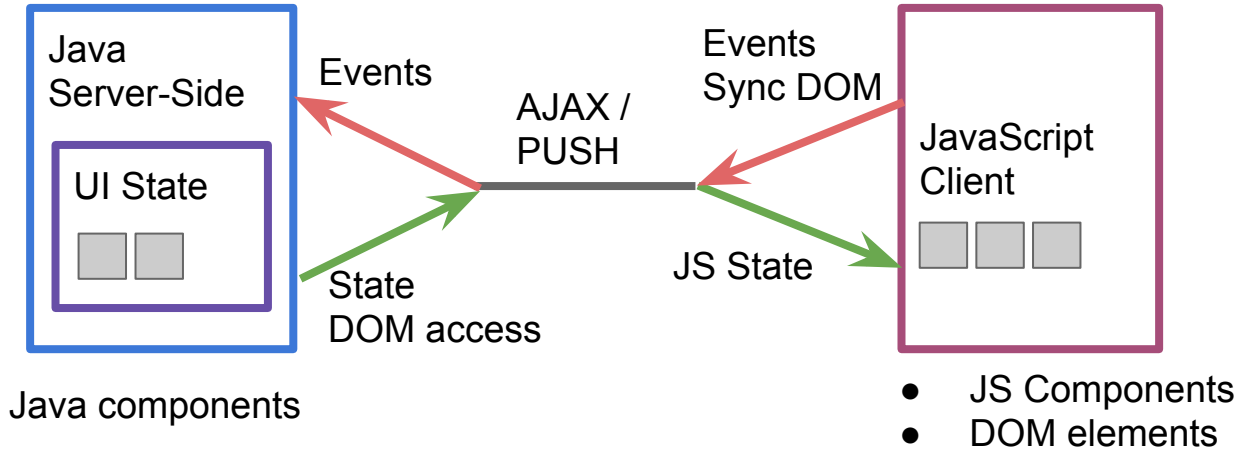 Java
Server-Side
UI State
Events
State
DOM access
AJAX /
PUSH
Events
Sync DOM
JS State
JavaScript
Client
Java components
● JS Components
● DOM elements